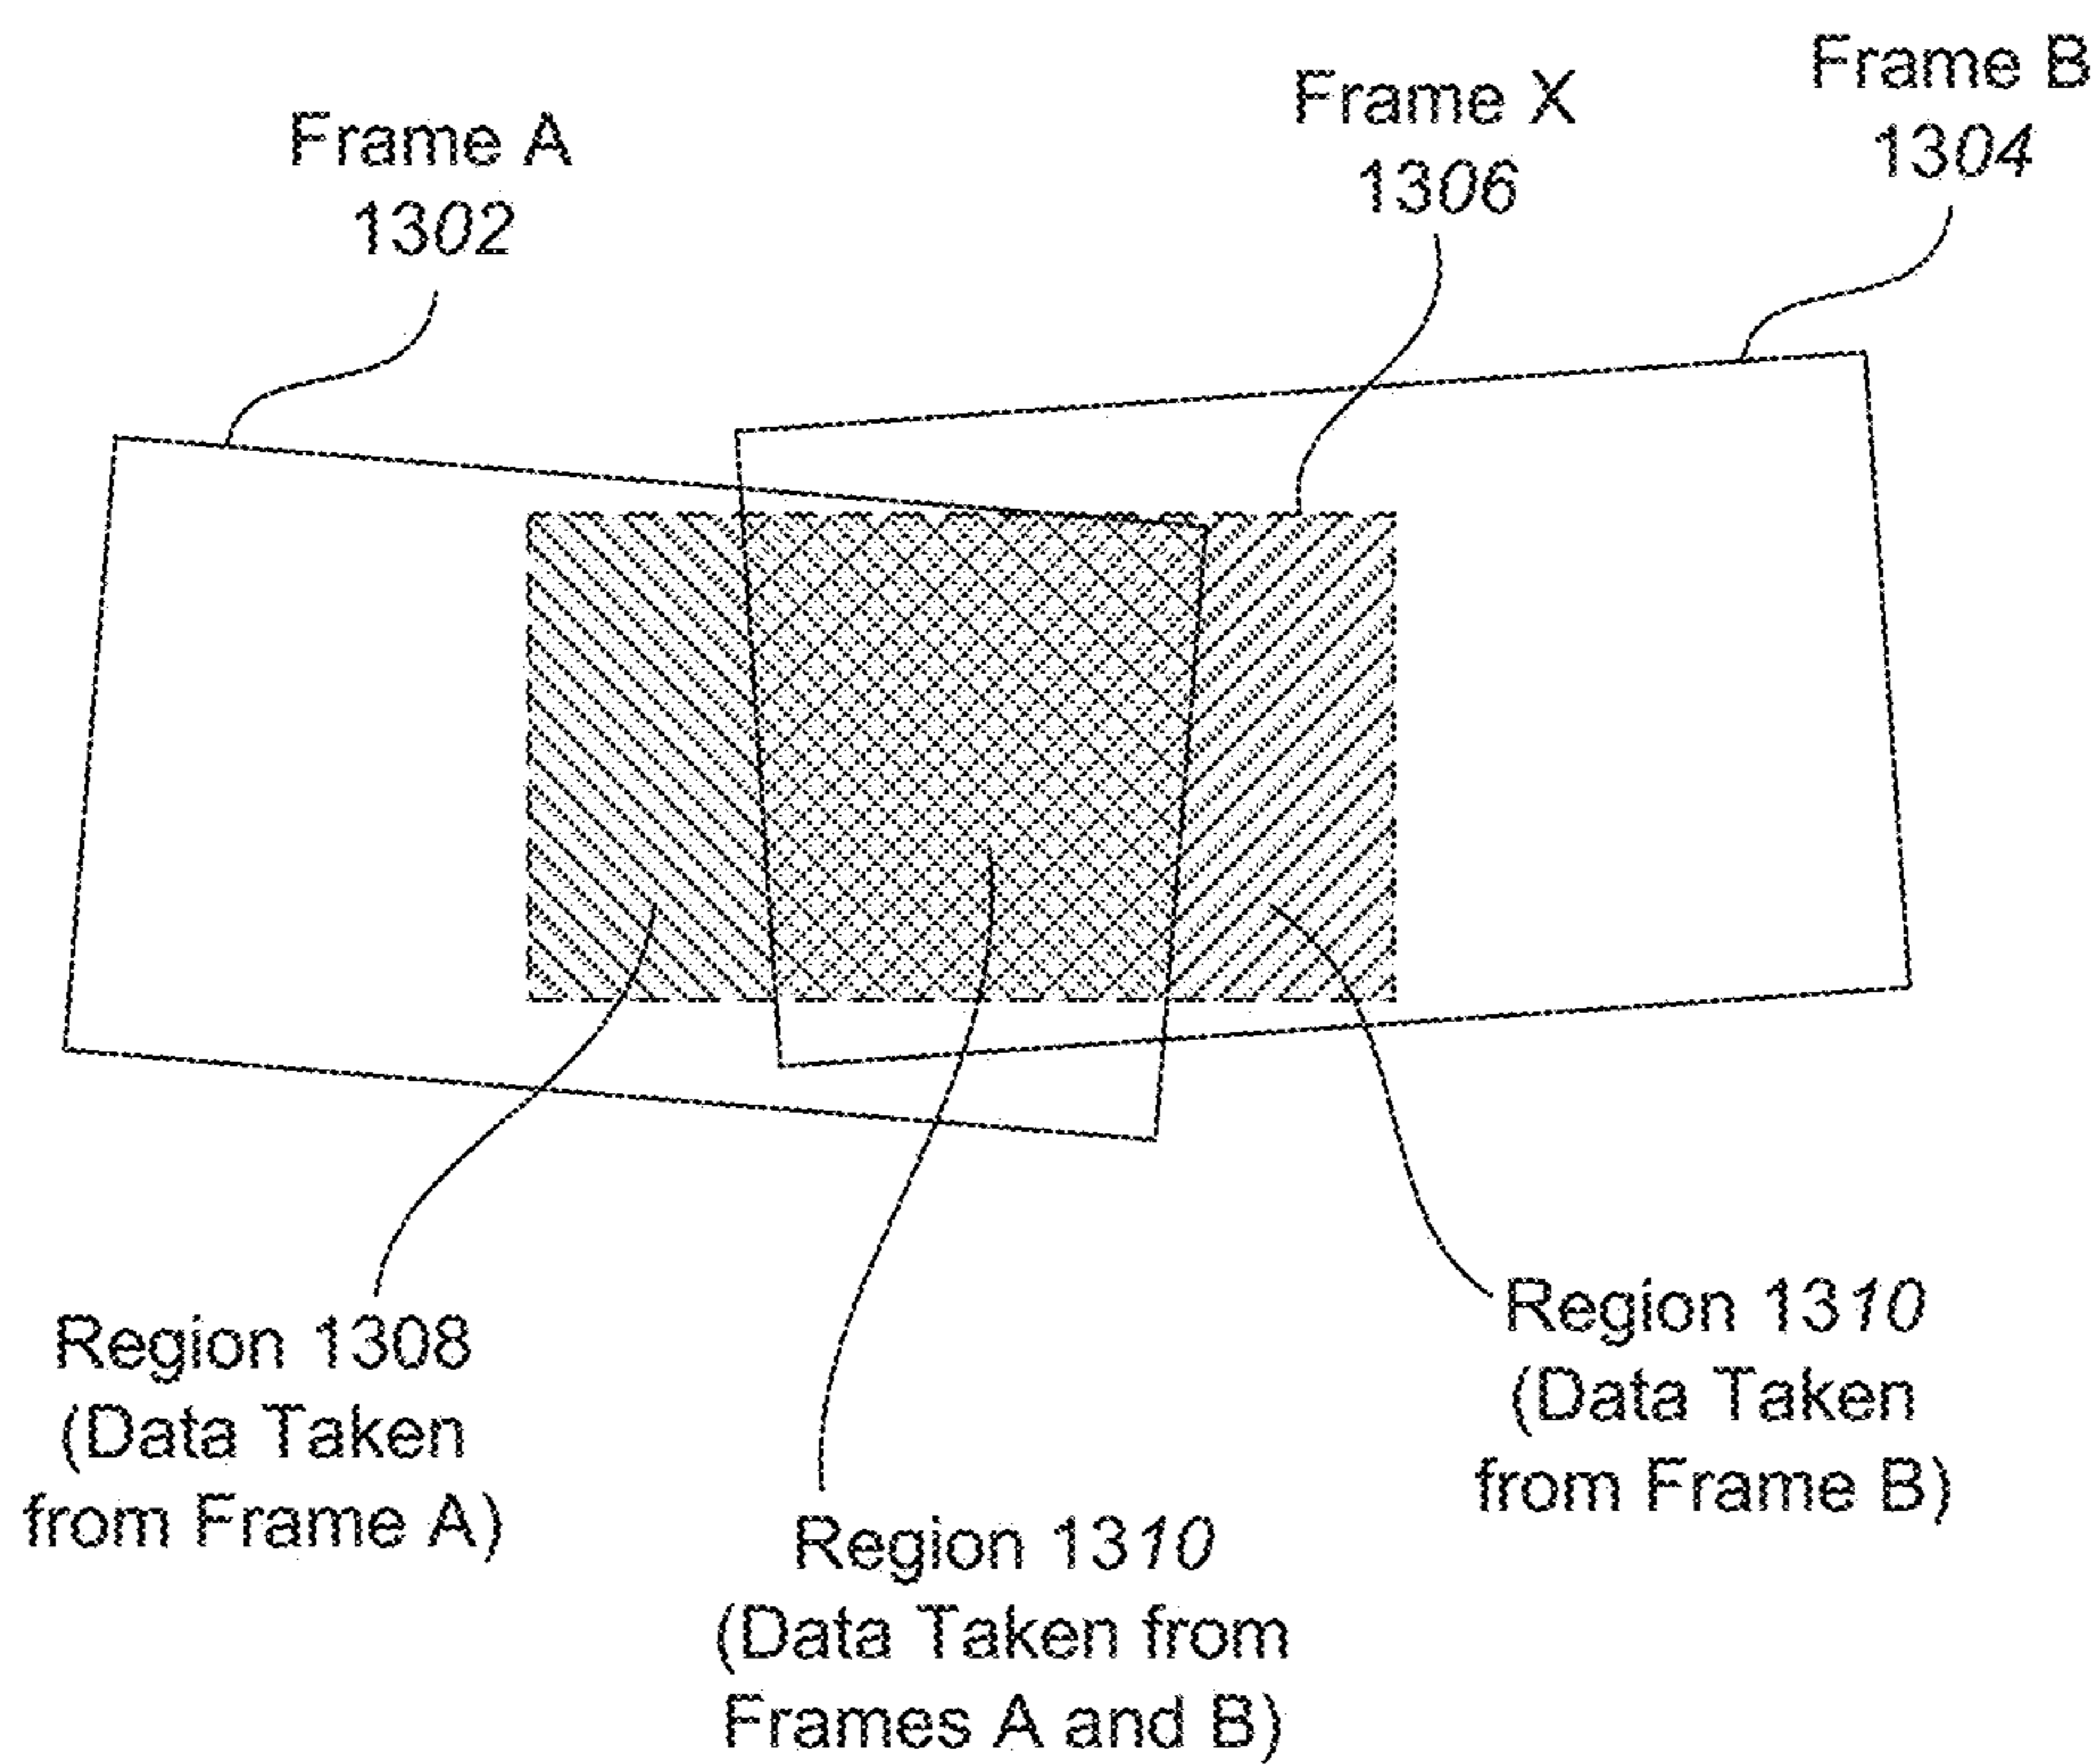 Frame A
1302
Frame X
1306
Frame B
1304
Region 1308
(Data Taken
from Frame A)
Region 1310
(Data Taken from
Frames A and B)
Region 1310
(Data Taken
from Frame B)